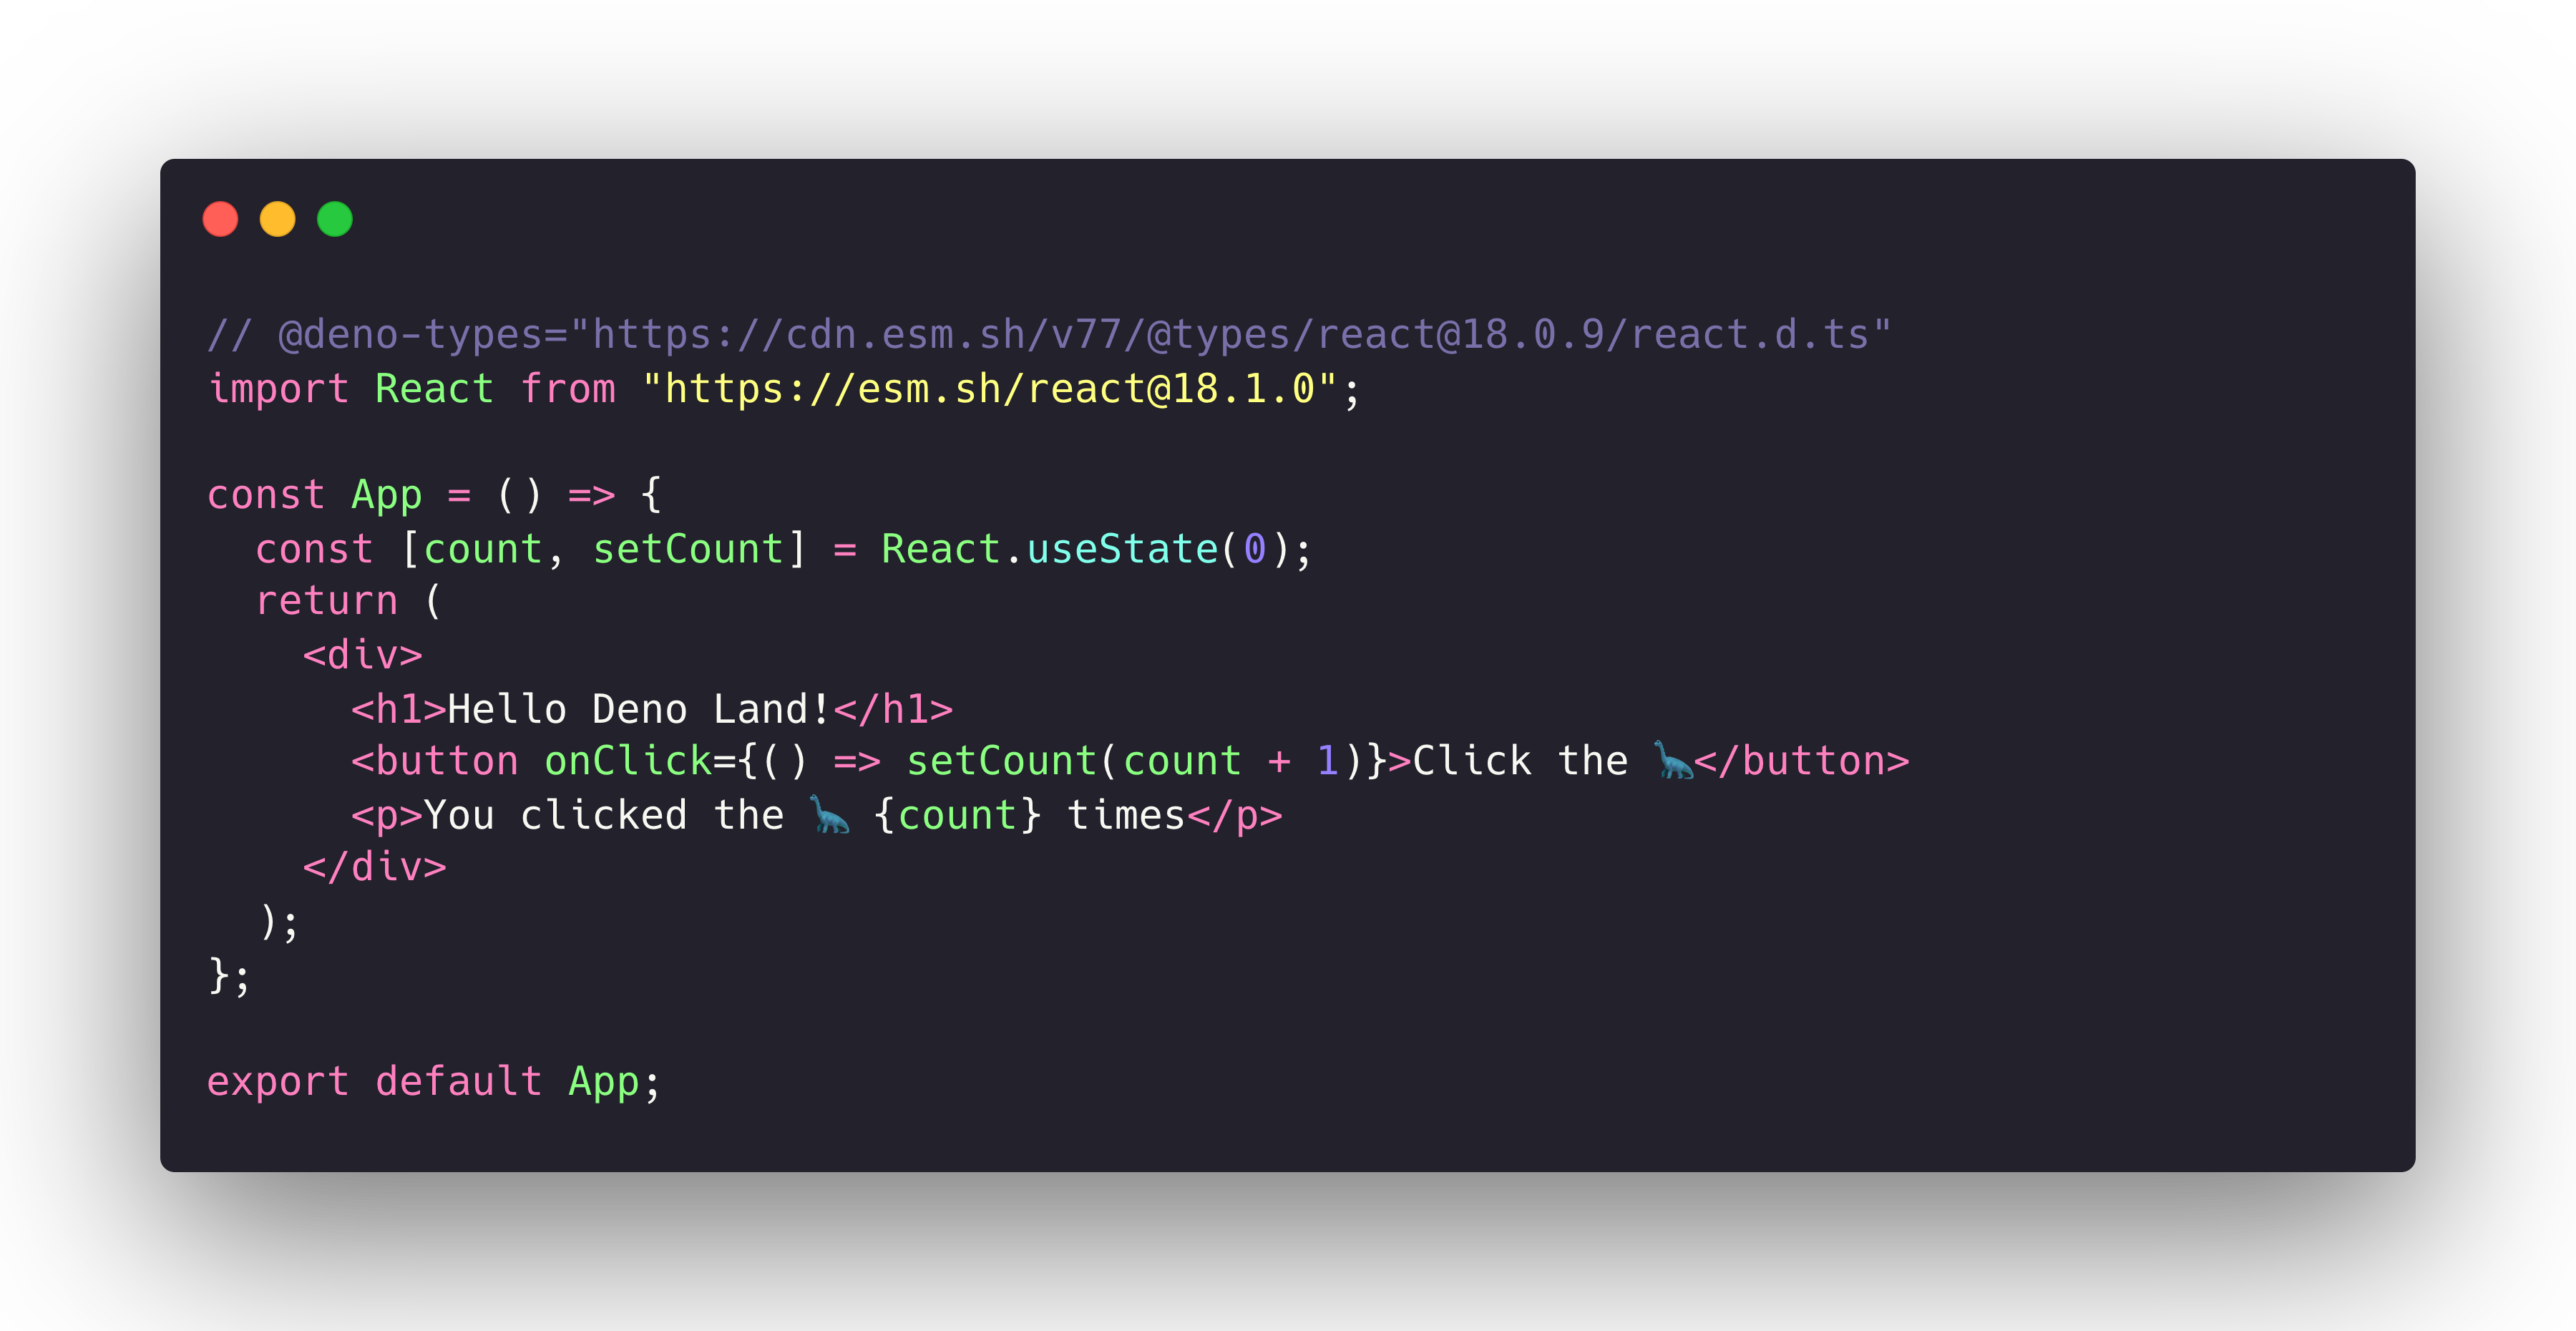 // @deno-types="https://cdn.esm.sh/v77/@types/react@18.0.9/react.d.ts"
import React from "https://esm.sh/react@18.1.0";

const App = () => {
  const [count, setCount] = React.useState(0);
  return (
    <div>
      <h1>Hello Deno Land!</h1>
      <button onClick={() => setCount(count + 1)}>Click the 🦕</button>
      <p>You clicked the 🦕 {count} times</p>
    </div>
  );
};

export default App;